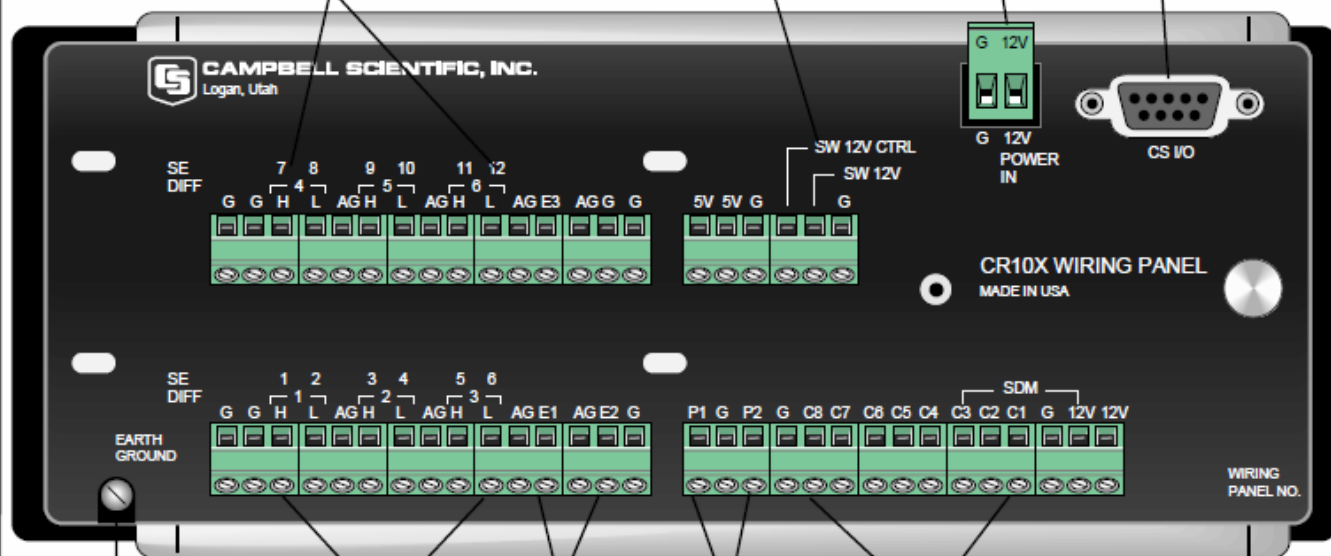 G 12V
CAMPBELL SCIENTIFIC, INC.
Logan, Utah
G 12V
POWER
IN
CS I/O
SW 12V CTRL
SW 12V
SE 7 8 9 10 11 12
DIFF 4 5 6
G G H L AG H L AG H L AG E3 AG G G
5V 5V G G
CR10X WIRING PANEL
MADE IN USA
SE 1 2 3 4 5 6
DIFF 1 2 3
SDM
G G H L AG H L AG H L AG E1 AG E2 G
P1 G P2 G C8 C7 C6 C5 C4 C3 C2 C1 G 12V 12V
EARTH
GROUND
WIRING
PANEL NO.